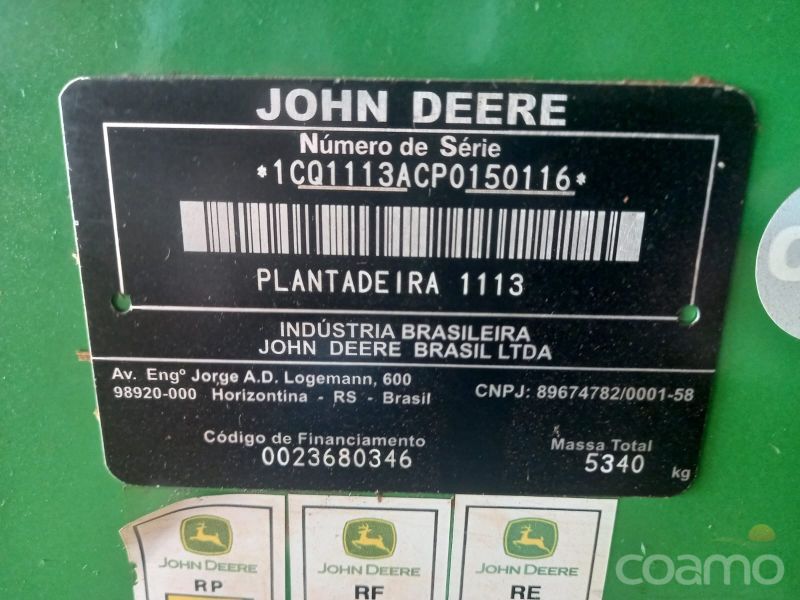 JOHN DEERE
Número de Série
*1CQ1113ACP0150116*
PLANTADEIRA 1113
INDÚSTRIA BRASILEIRA
JOHN DEERE BRASIL LTDA
Av. Engº Jorge A.D. Logemann, 600
98920-000 Horizontina - RS - Brasil
CNPJ: 89674782/0001-58
Código de Financiamento
0023680346
Massa Total
5340 kg
JOHN DEERE
RP
JOHN DEERE
RF
JOHN DEERE
RE
coamo